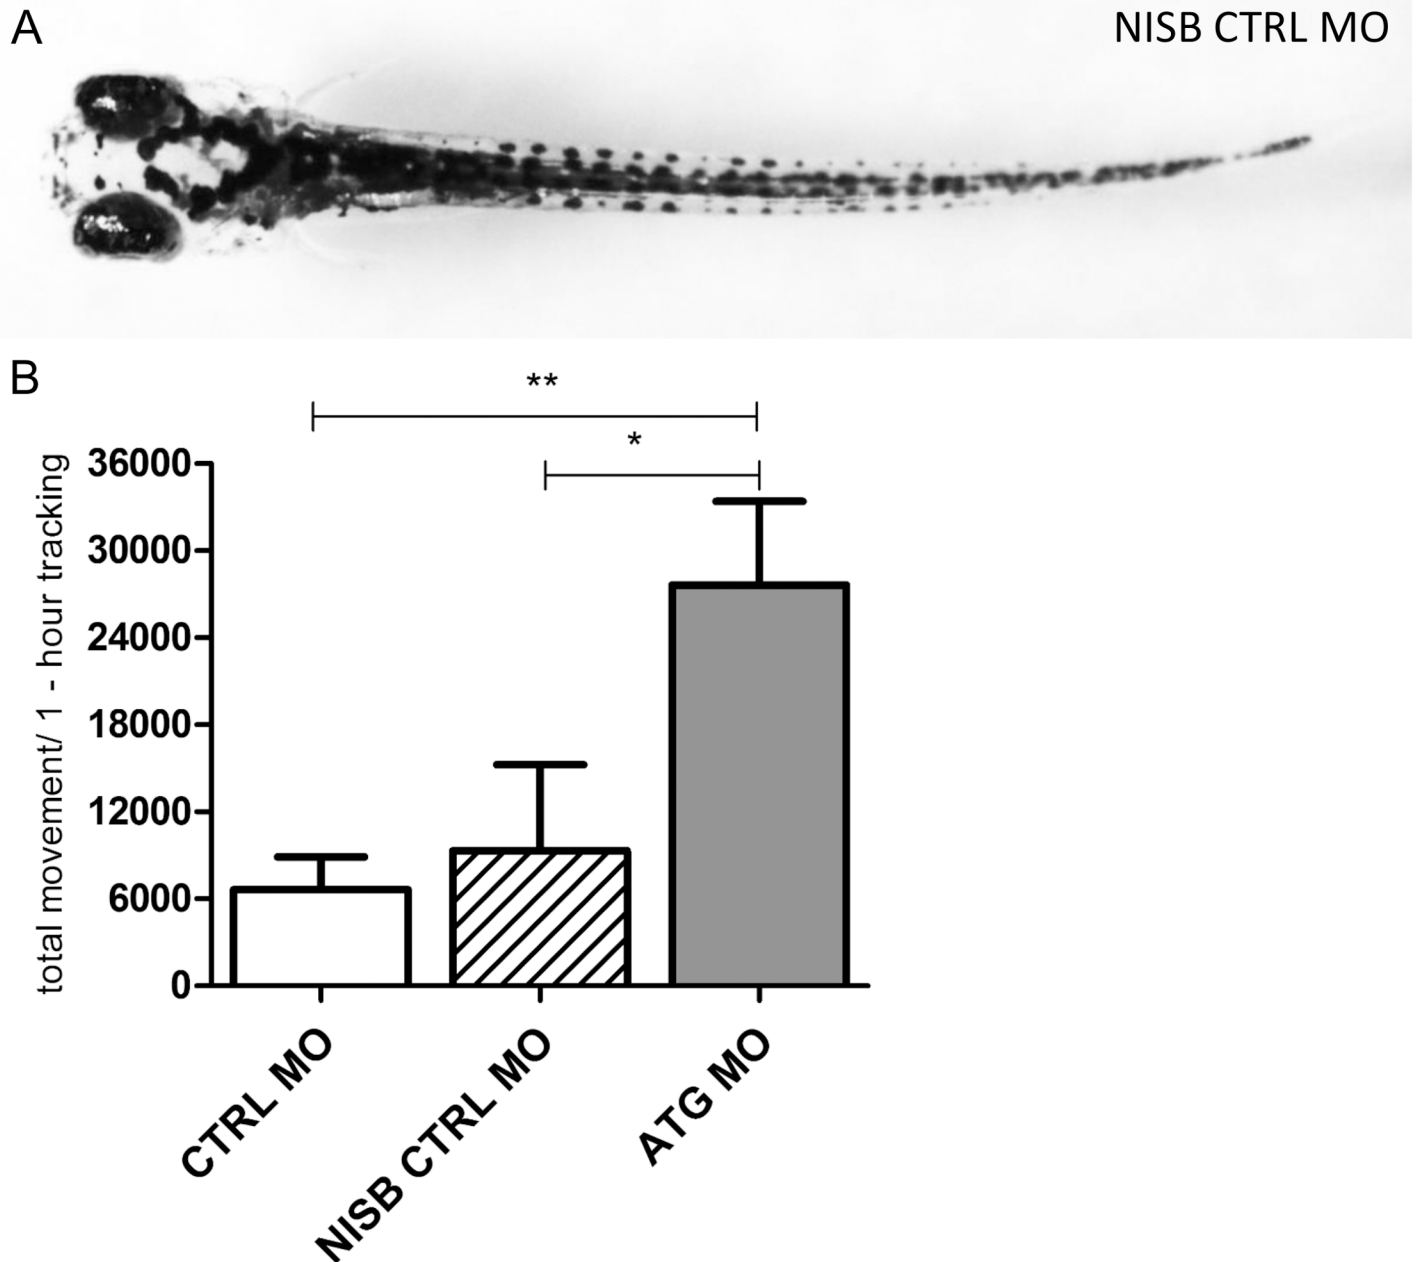 A
NISB CTRL MO
B
**
*
total movement/ 1 - hour tracking
36000
30000
24000
18000
12000
6000
0
CTRL MO
NISB CTRL MO
ATG MO